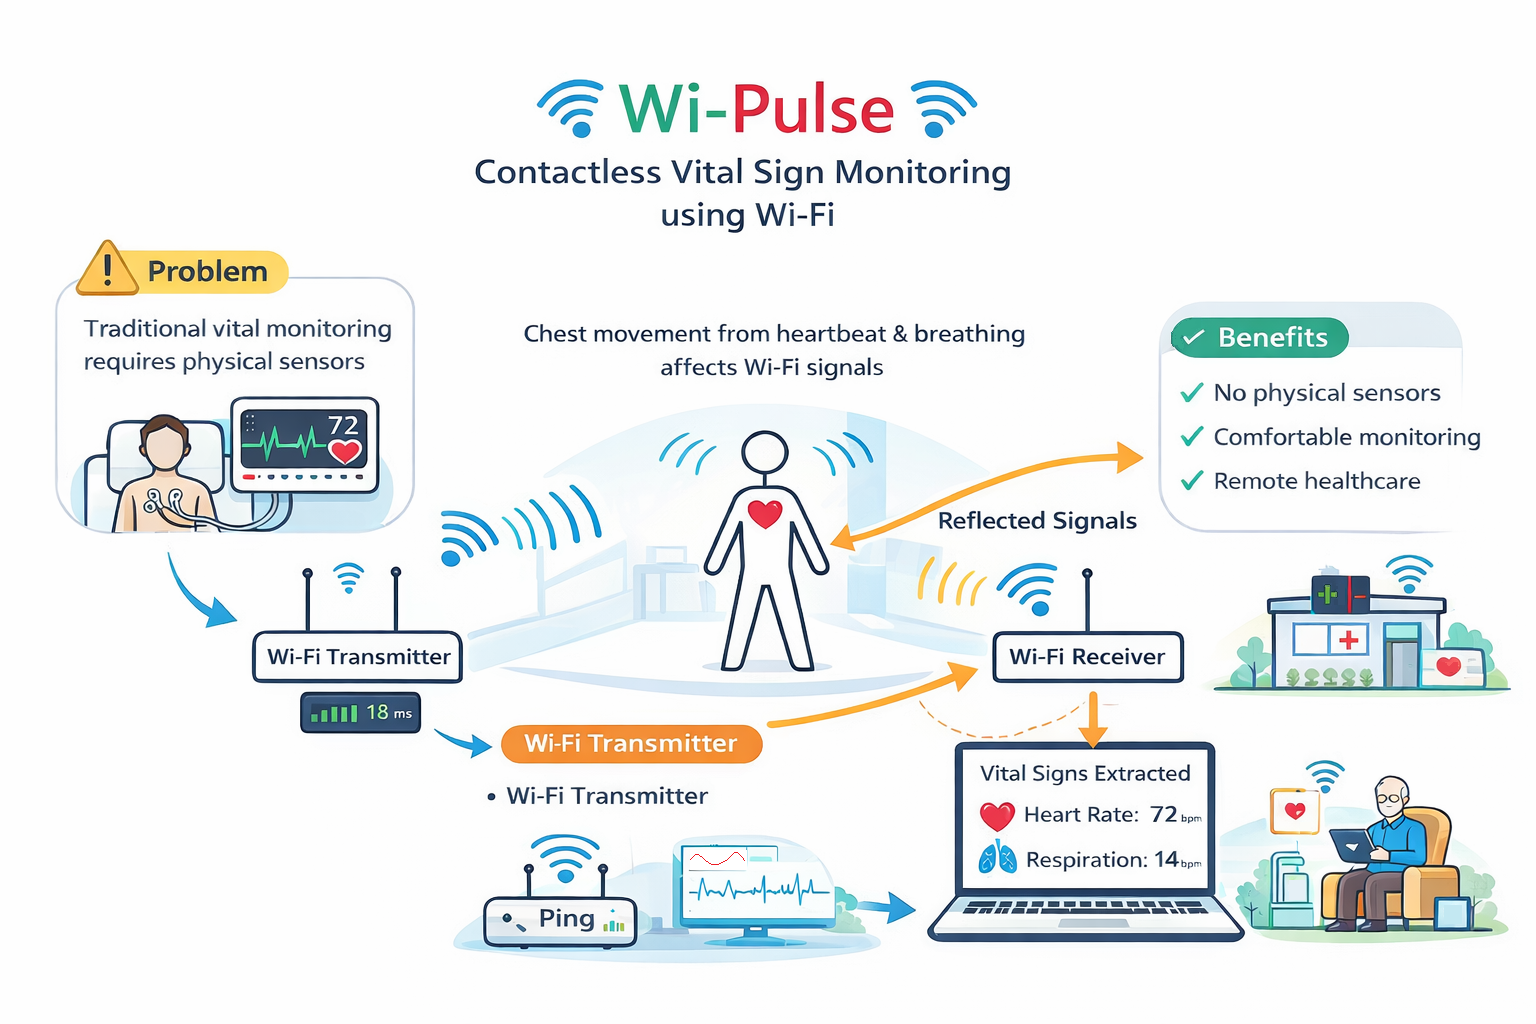 Wi-Pulse
Contactless Vital Sign Monitoring
using Wi-Fi
Problem
Traditional vital monitoring
requires physical sensors
72
Chest movement from heartbeat & breathing
affects Wi-Fi signals
Benefits
No physical sensors
Comfortable monitoring
Remote healthcare
Reflected Signals
Wi-Fi Transmitter
18 ms
Wi-Fi Receiver
Wi-Fi Transmitter
• Wi-Fi Transmitter
Ping
Vital Signs Extracted
Heart Rate: 72 bpm
Respiration: 14 bpm